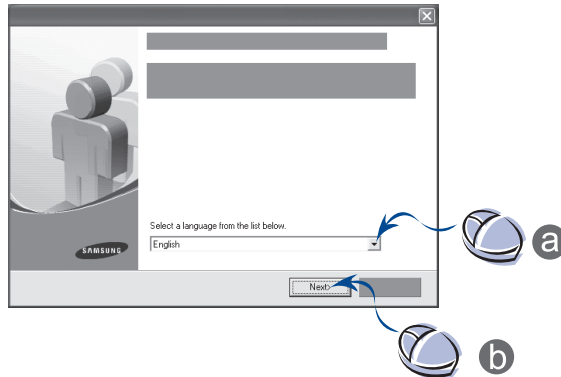 Select a language from the list below.
English
SAMSUNG
Next>
a
b